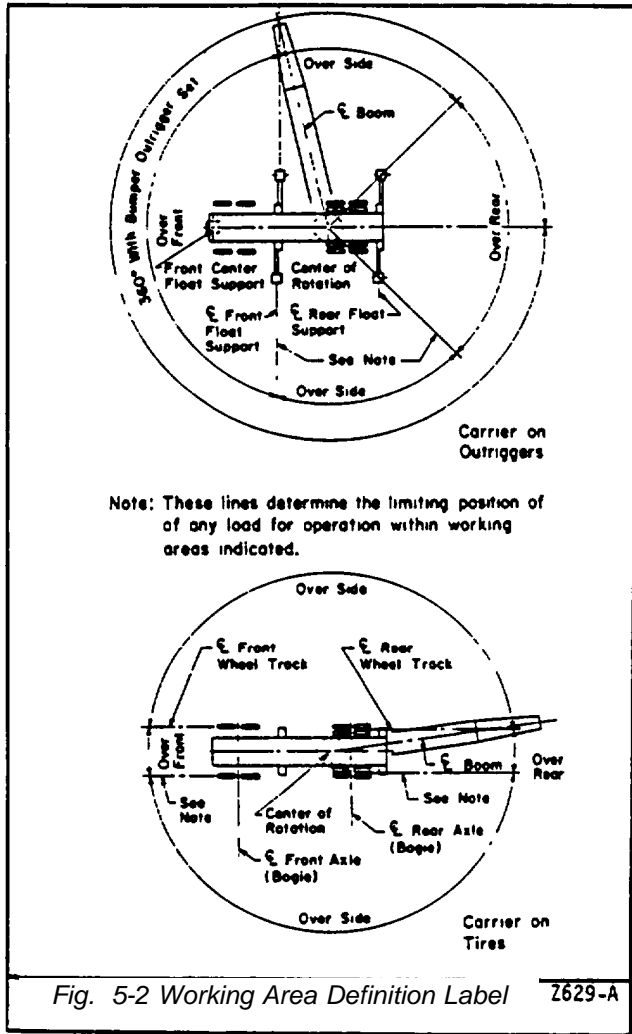 Over Side
℄ Boom
360° With Bumper Outrigger Set
Over
Front
Over Rear
Front Center
Float Support
Center of
Rotation
℄ Front
Float
Support
℄ Rear Float
Support
See Note
Over Side
Carrier on
Outriggers
Note: These lines determine the limiting position of
of any load for operation within working
areas indicated.
Over Side
℄ Front
Wheel Track
℄ Rear
Wheel Track
Over
Front
℄ Boom
Over
Rear
See
Note
Center of
Rotation
See Note
℄ Rear Axle
(Bogie)
℄ Front Axle
(Bogie)
Over Side
Carrier on
Tires
Fig. 5-2 Working Area Definition Label
Z629-A